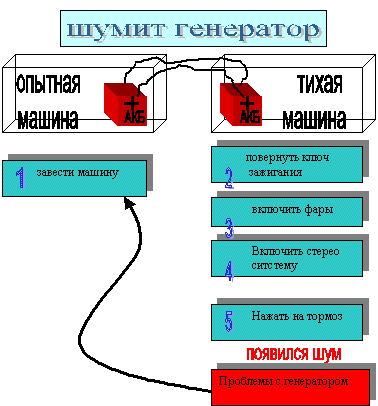 шумит генератор
опытная
машина
+
АКБ
+
АКБ
тихая
машина
1 завести машину
повернуть ключ
2 зажигания
включить фары
3
Включить стерео
4 ситстему
5 Нажать на тормоз
появился шум
Проблемы с генератором